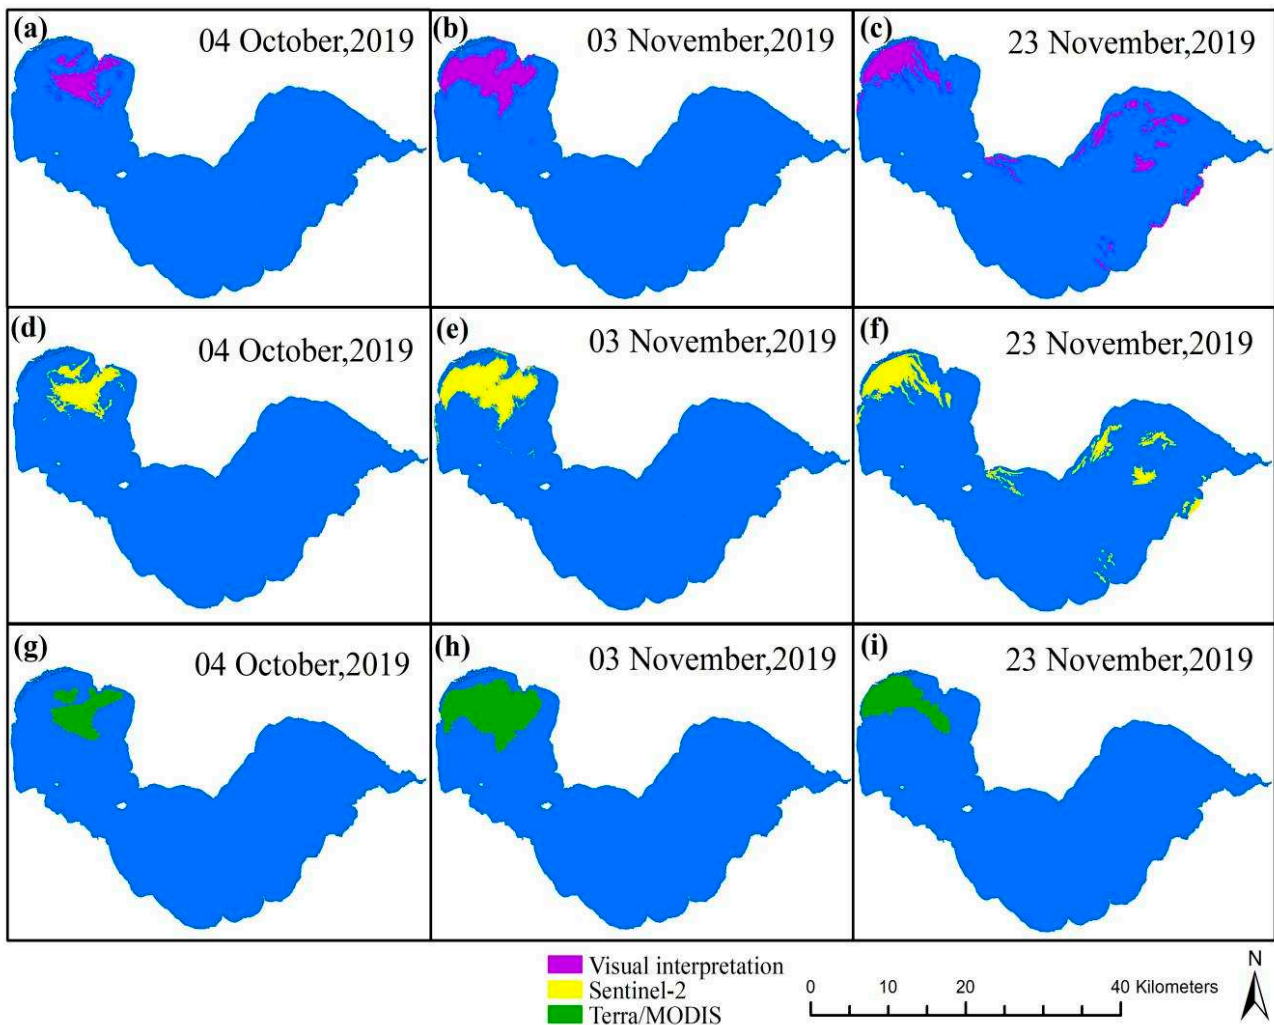 (a) 04 October,2019
(b) 03 November,2019
(c) 23 November,2019
(d) 04 October,2019
(e) 03 November,2019
(f) 23 November,2019
(g) 04 October,2019
(h) 03 November,2019
(i) 23 November,2019
Visual interpretation
Sentinel-2
Terra/MODIS
0 10 20 40 Kilometers
N